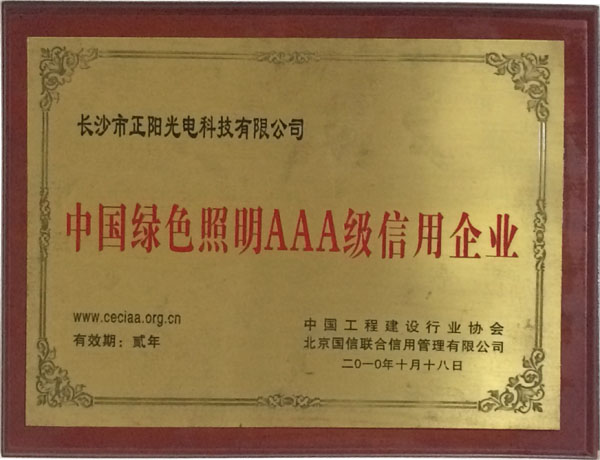 长沙市正阳光电科技有限公司
中国绿色照明AAA级信用企业
www.ceciaa.org.cn
有效期：贰年
中国工程建设行业协会
北京国信联合信用管理有限公司
二〇一〇年十月十八日